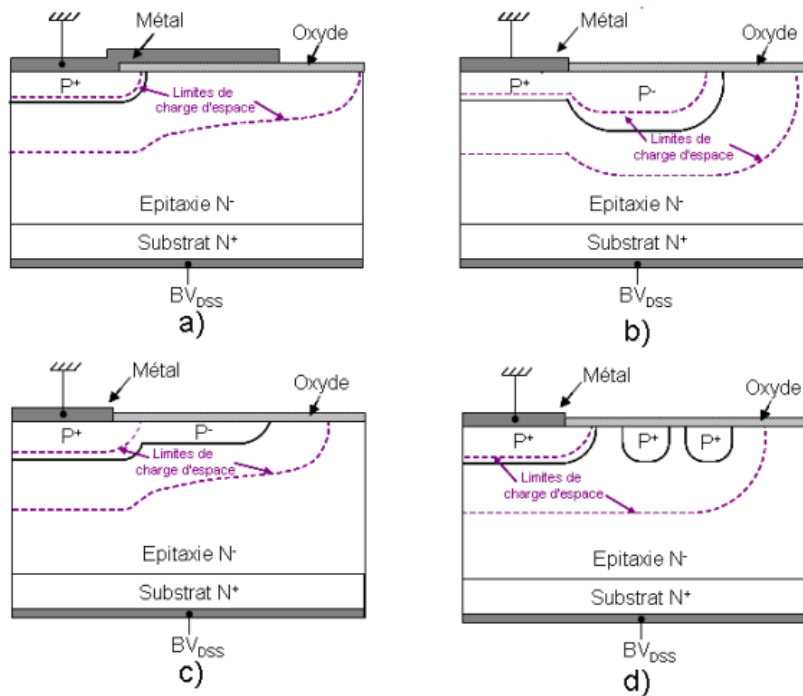 Métal
Oxyde
P+
Limites de
charge d'espace
Epitaxie N-
Substrat N+
BVDSS
a)
Métal
Oxyde
P+
P-
Limites de
charge d'espace
Epitaxie N-
Substrat N+
BVDSS
b)
Métal
Oxyde
P+
P-
Limites de
charge d'espace
Epitaxie N-
Substrat N+
BVDSS
c)
Métal
Oxyde
P+
P+
P+
Limites de
charge d'espace
Epitaxie N-
Substrat N+
BVDSS
d)